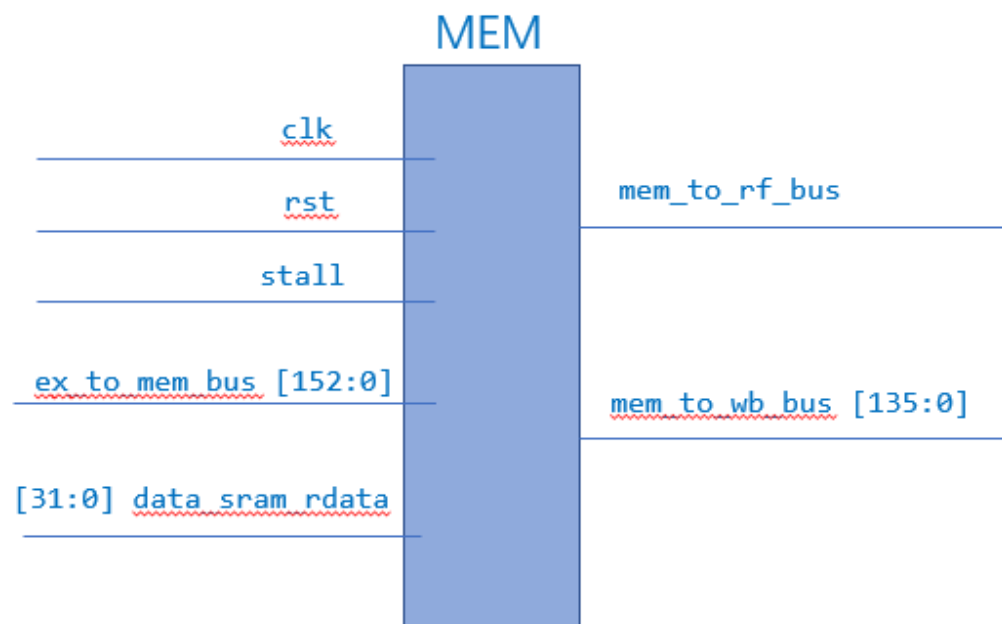 MEM
clk
rst
stall
ex_to_mem_bus [152:0]
[31:0] data_sram_rdata
mem_to_rf_bus
mem_to_wb_bus [135:0]